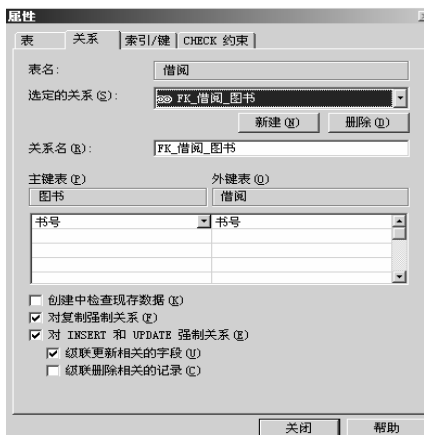 属性
表 关系 索引/键 CHECK 约束
表名: 借阅
选定的关系(S): FK_借阅_图书
新建(N) 删除(D)
关系名(R): FK_借阅_图书
主键表(P) 外键表(O)
图书 借阅
书号 书号
创建中检查现存数据(K)
对复制强制关系(F)
对 INSERT 和 UPDATE 强制关系(E)
级联更新相关的字段(U)
级联删除相关的记录(C)
关闭 帮助